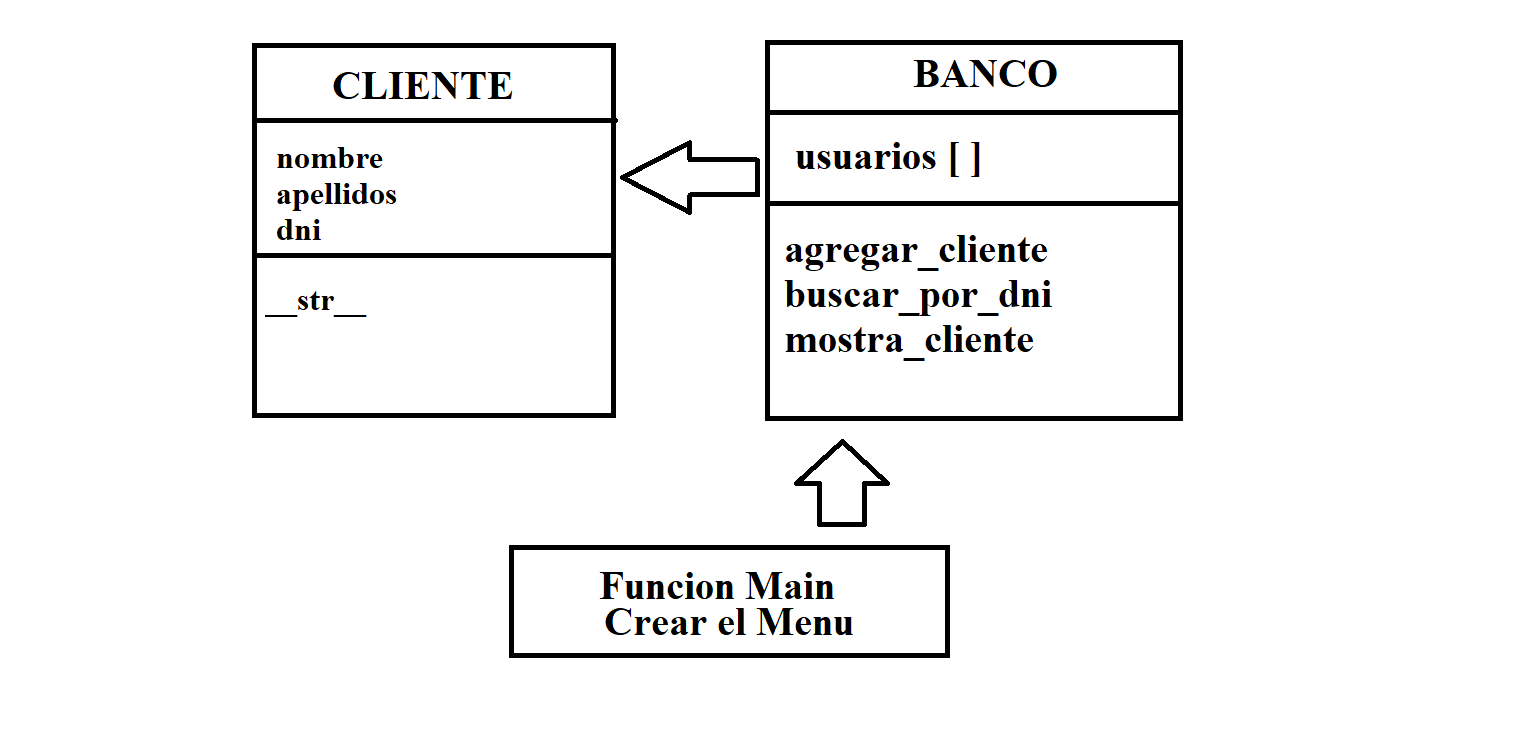 CLIENTE
nombre
apellidos
dni
__str__
BANCO
usuarios [ ]
agregar_cliente
buscar_por_dni
mostra_cliente
Funcion Main
Crear el Menu